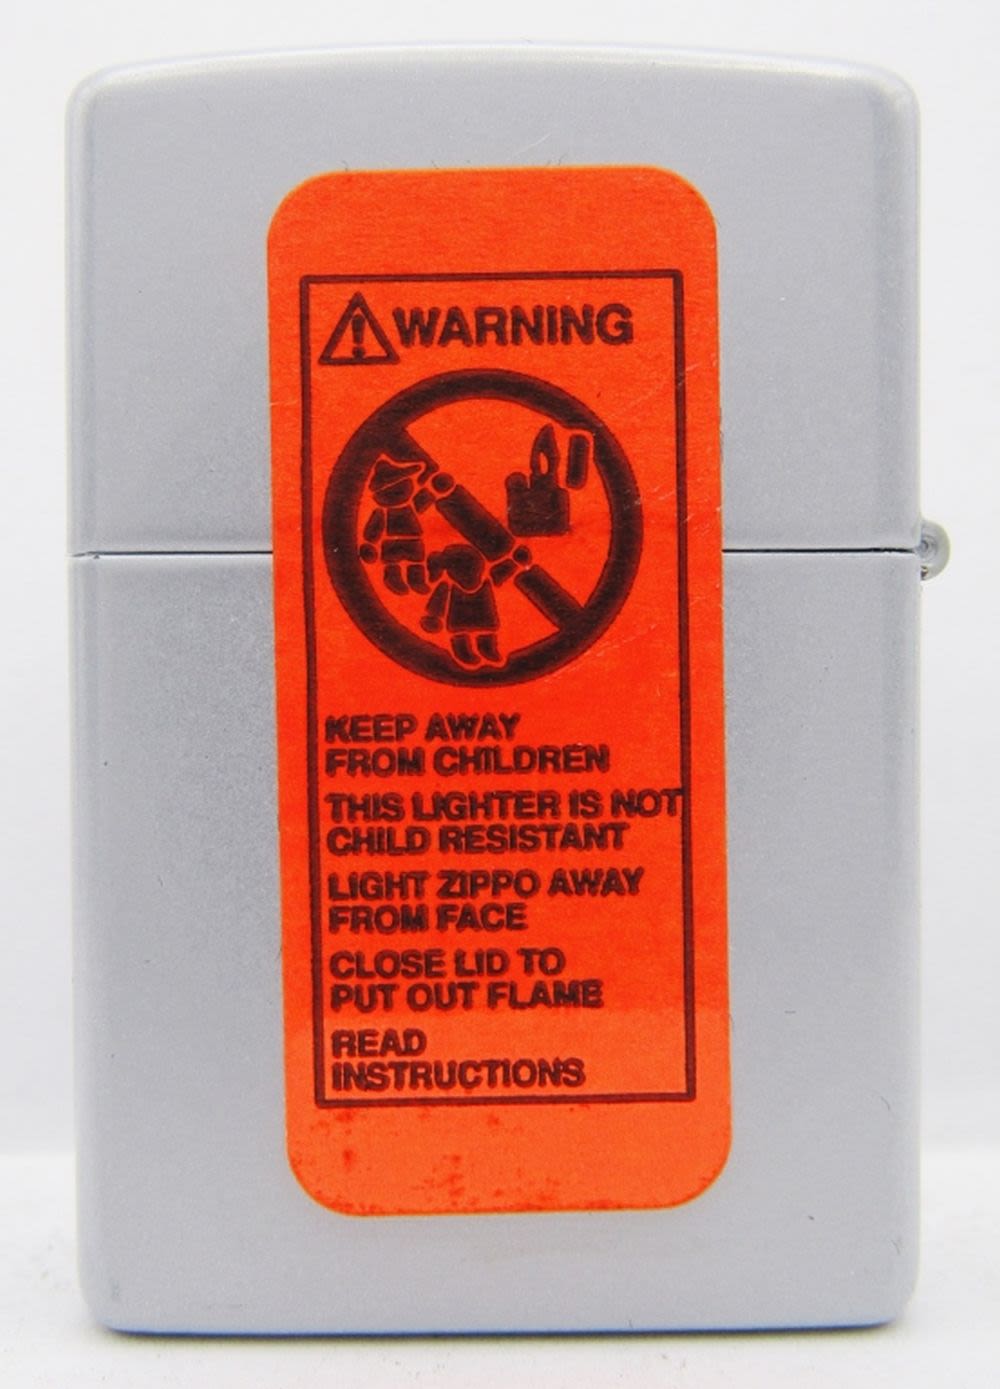 WARNING
KEEP AWAY
FROM CHILDREN
THIS LIGHTER IS NOT
CHILD RESISTANT
LIGHT ZIPPO AWAY
FROM FACE
CLOSE LID TO
PUT OUT FLAME
READ
INSTRUCTIONS